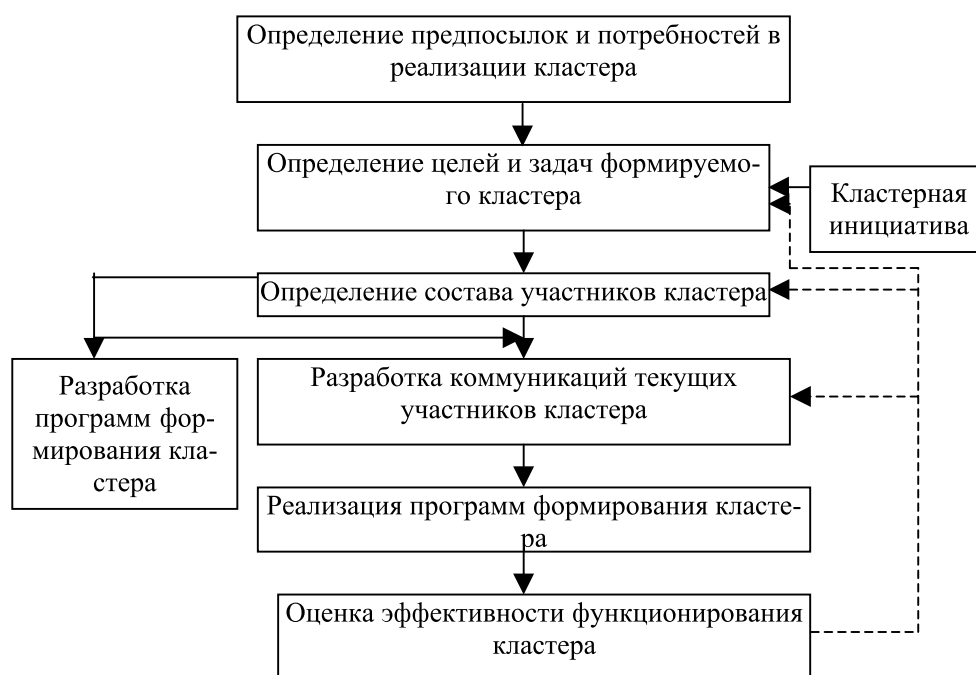 Определение предпосылок и потребностей в
реализации кластера
Определение целей и задач формируемо-
го кластера
Кластерная
инициатива
Определение состава участников кластера
Разработка
программ фор-
мирования кла-
стера
Разработка коммуникаций текущих
участников кластера
Реализация программ формирования класте-
ра
Оценка эффективности функционирования
кластера